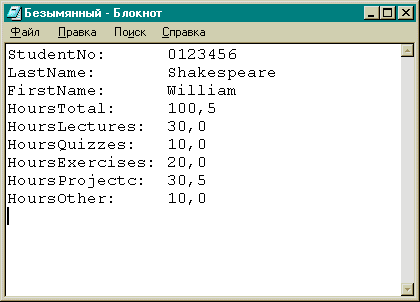 Безымянный - Блокнот
Файл Правка Поиск Справка
StudentNo: 0123456
LastName: Shakespeare
FirstName: William
HoursTotal: 100,5
HoursLectures: 30,0
HoursQuizzes: 10,0
HoursExercises: 20,0
HoursProjectc: 30,5
HoursOther: 10,0